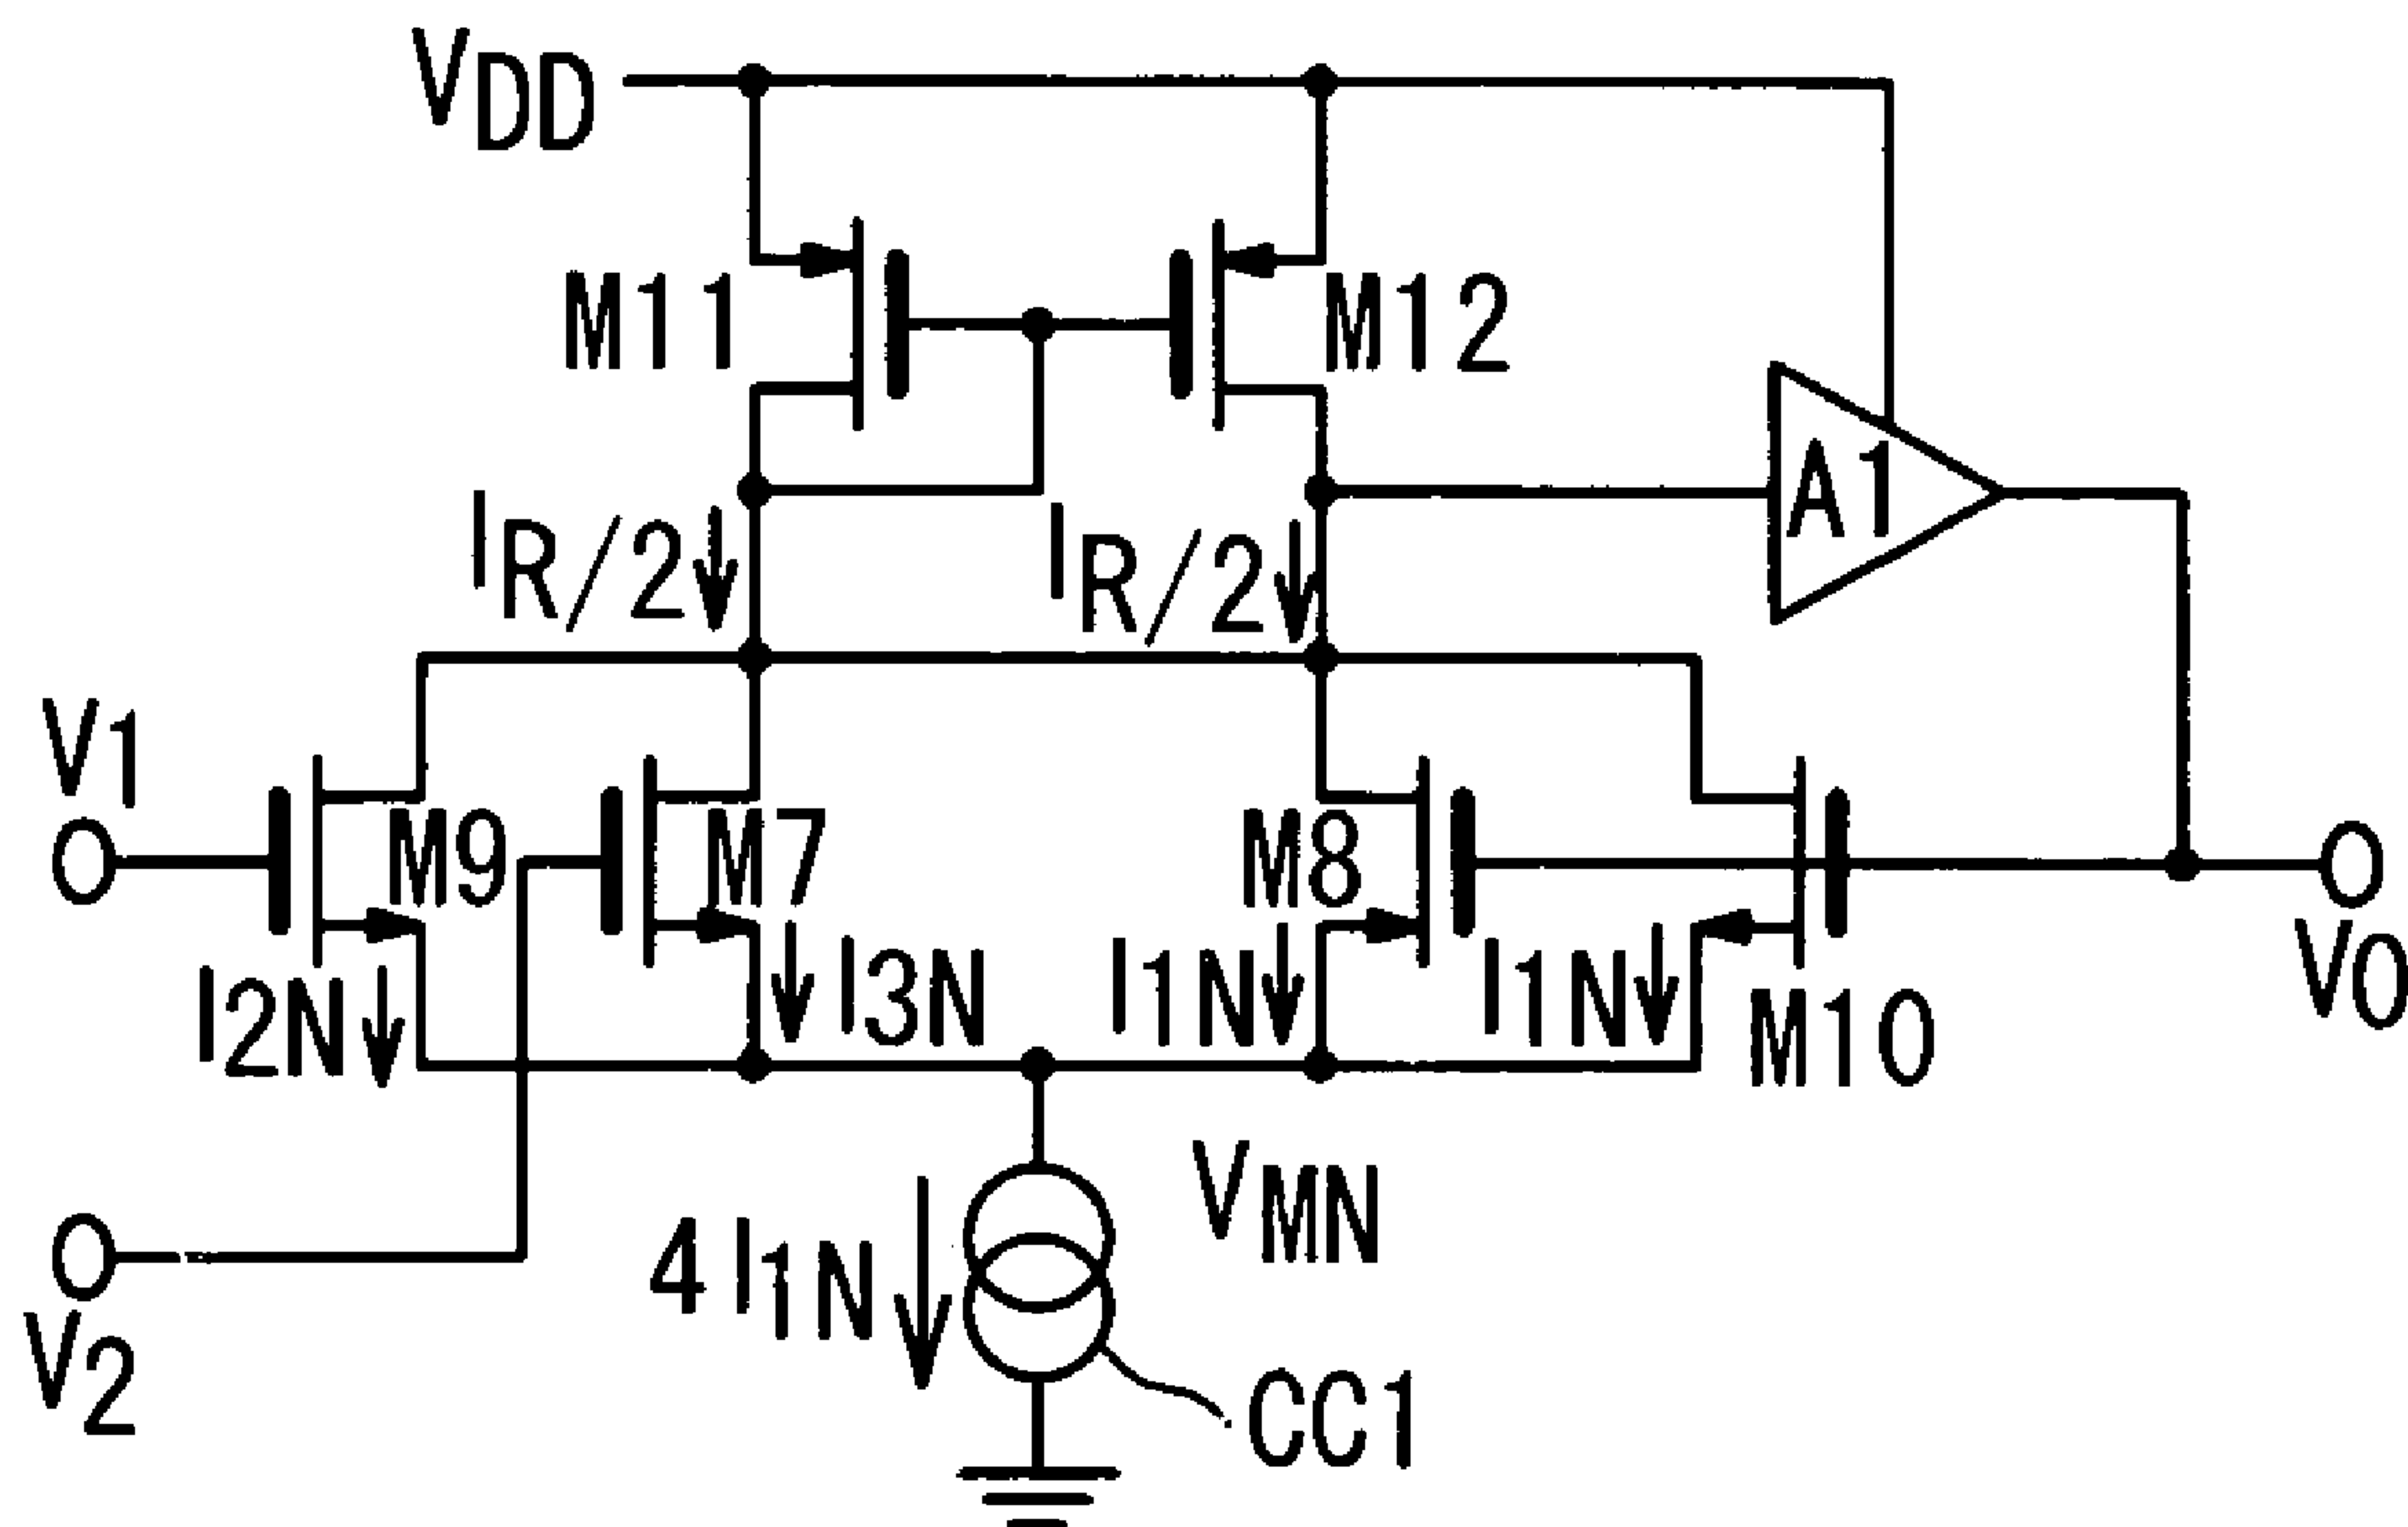 VDD
M11
M12
A1
IR/2
IR/2
V1
M9
M7
M8
I2N
I3N
I1N
I1N
M10
VO
V2
4I1N
VMN
CC1